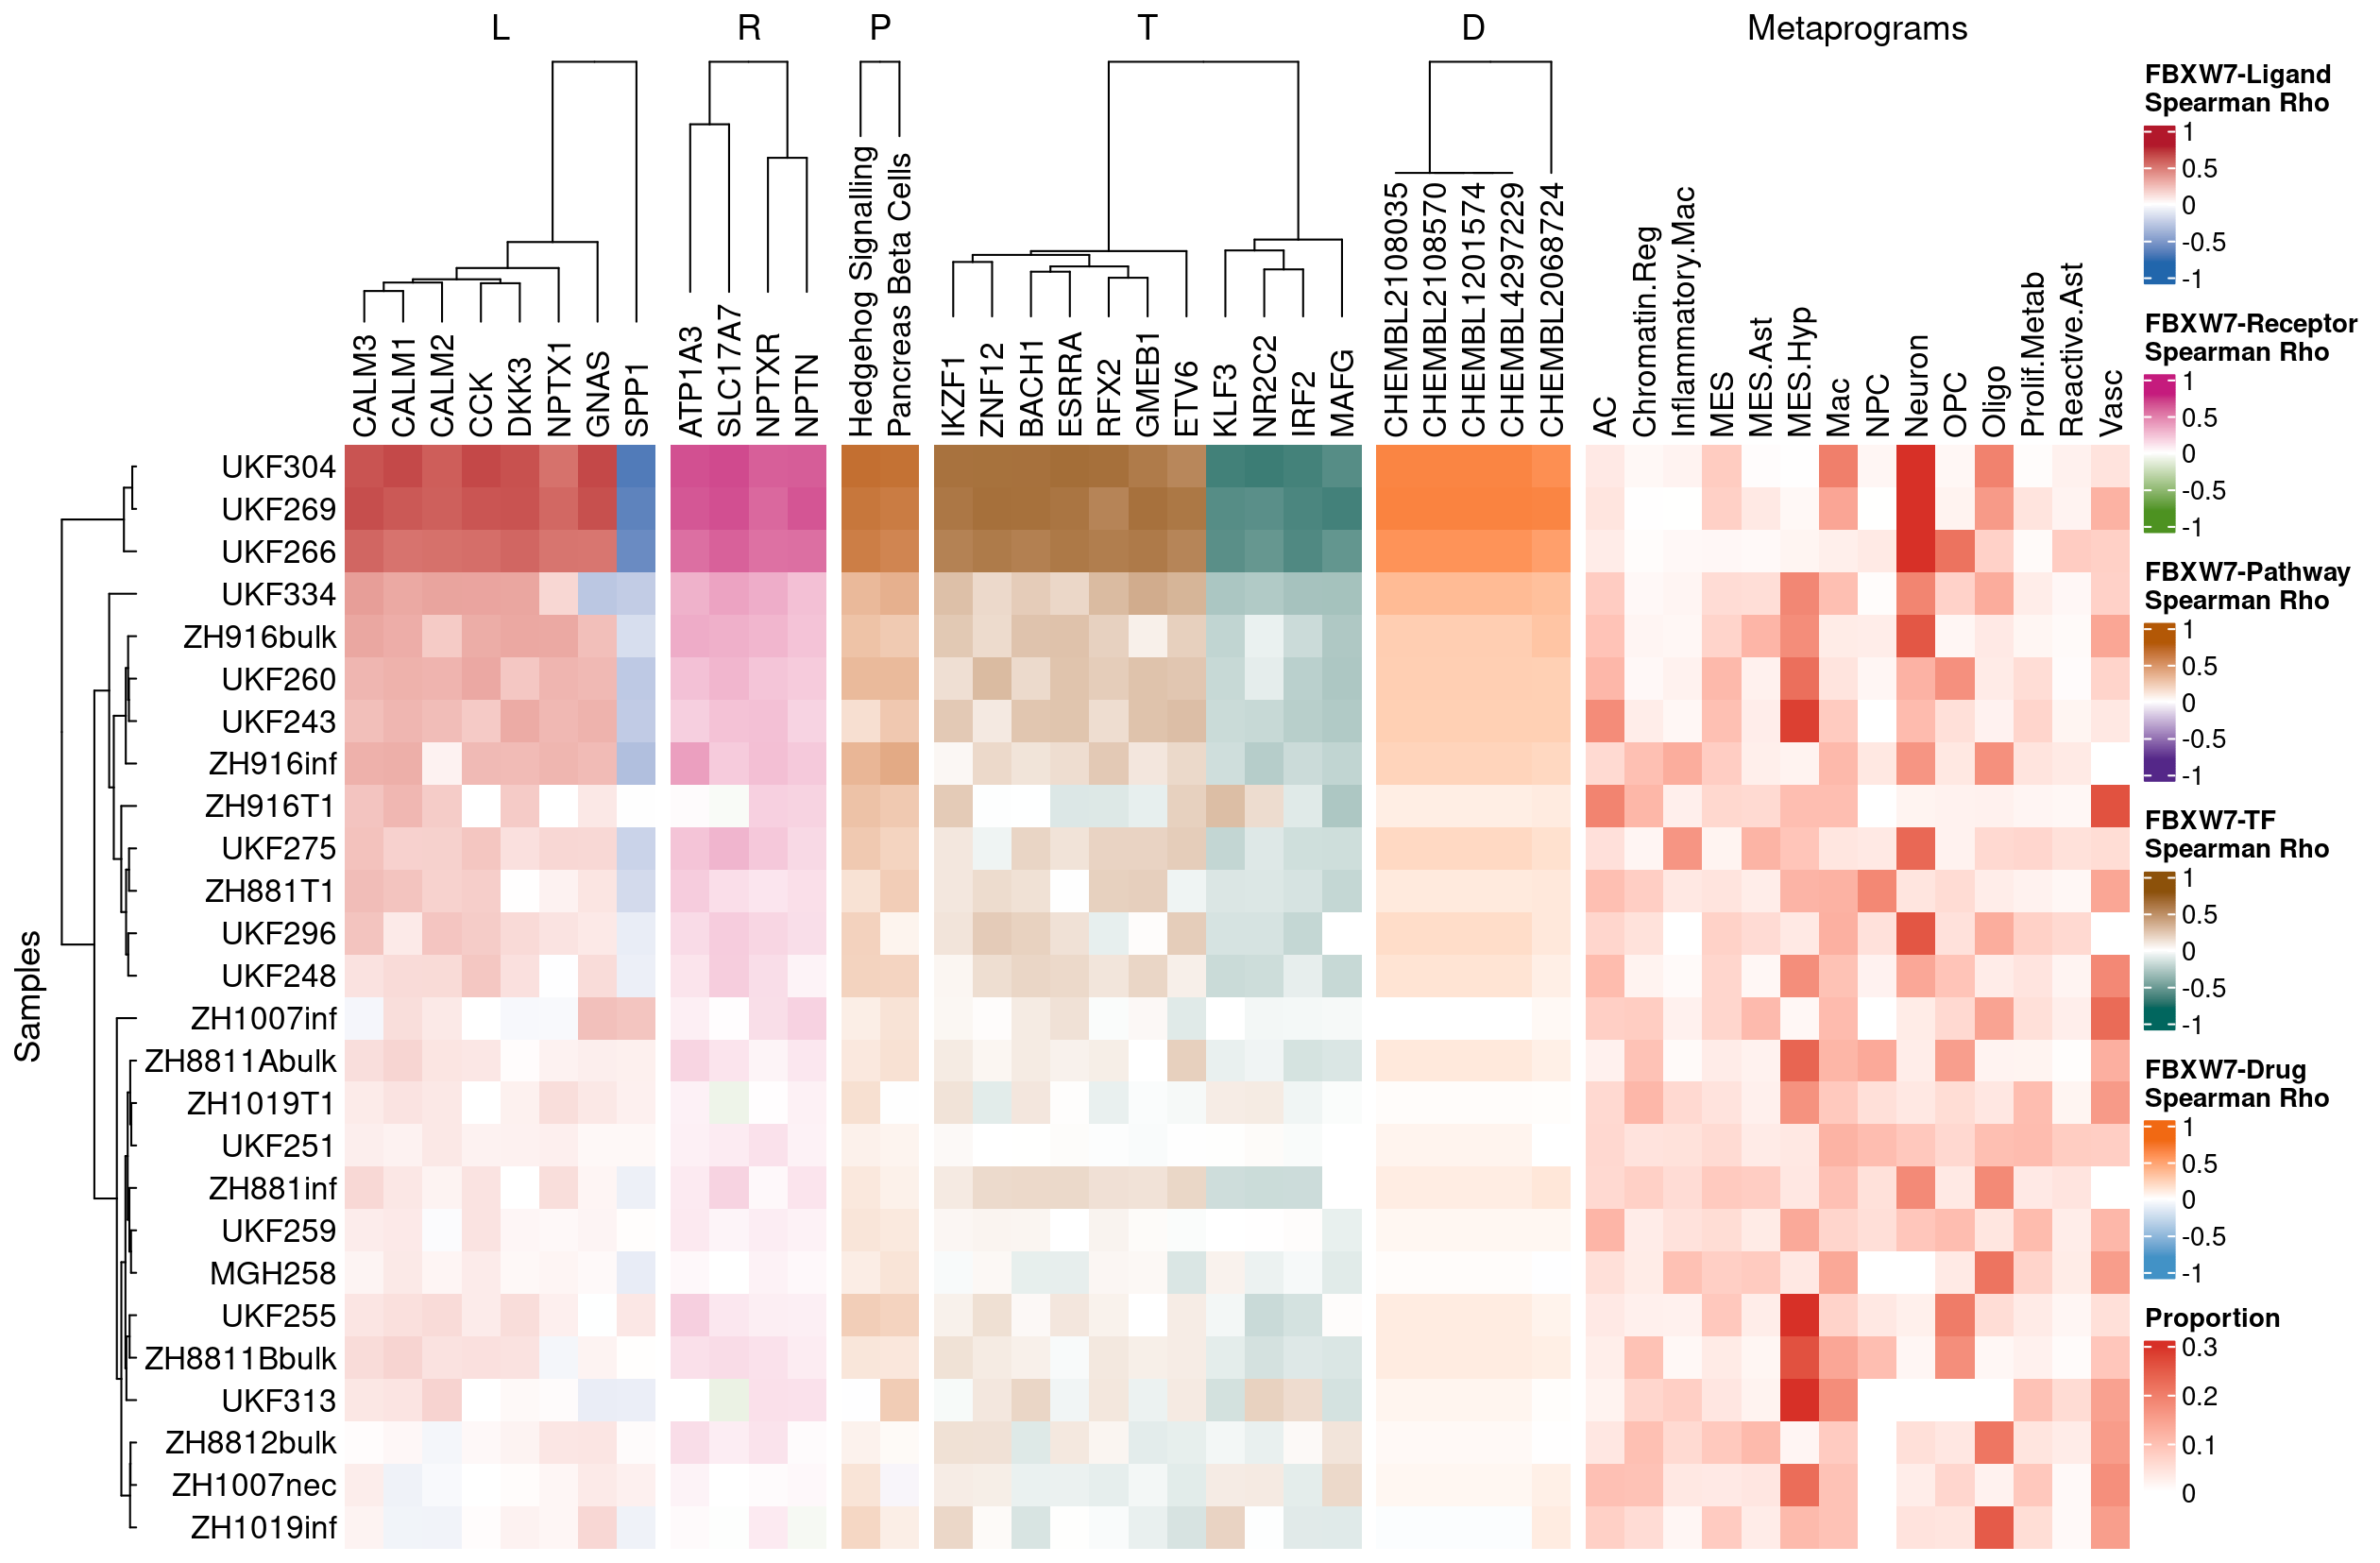 L R P T D Metaprograms
CALM3 CALM1 CALM2 CCK DKK3 NPTX1 GNAS SPP1
ATP1A3 SLC17A7 NPTXR NPTN
Hedgehog Signalling
Pancreas Beta Cells
IKZF1 ZNF12 BACH1 ESRRA RFX2 GMEB1 ETV6 KLF3 NR2C2 IRF2 MAFG
CHEMBL2108035
CHEMBL2108570
CHEMBL1201574
CHEMBL4297229
CHEMBL2068724
AC
Chromatin.Reg
Inflammatory.Mac
MES
MES.Ast
MES.Hyp
Mac
NPC
Neuron
OPC
Oligo
Prolif.Metab
Reactive.Ast
Vasc
Samples
UKF304
UKF269
UKF266
UKF334
ZH916bulk
UKF260
UKF243
ZH916inf
ZH916T1
UKF275
ZH881T1
UKF296
UKF248
ZH1007inf
ZH8811Abulk
ZH1019T1
UKF251
ZH881inf
UKF259
MGH258
UKF255
ZH8811Bbulk
UKF313
ZH8812bulk
ZH1007nec
ZH1019inf
FBXW7-Ligand
Spearman Rho
1
0.5
0
-0.5
-1
FBXW7-Receptor
Spearman Rho
1
0.5
0
-0.5
-1
FBXW7-Pathway
Spearman Rho
1
0.5
0
-0.5
-1
FBXW7-TF
Spearman Rho
1
0.5
0
-0.5
-1
FBXW7-Drug
Spearman Rho
1
0.5
0
-0.5
-1
Proportion
0.3
0.2
0.1
0